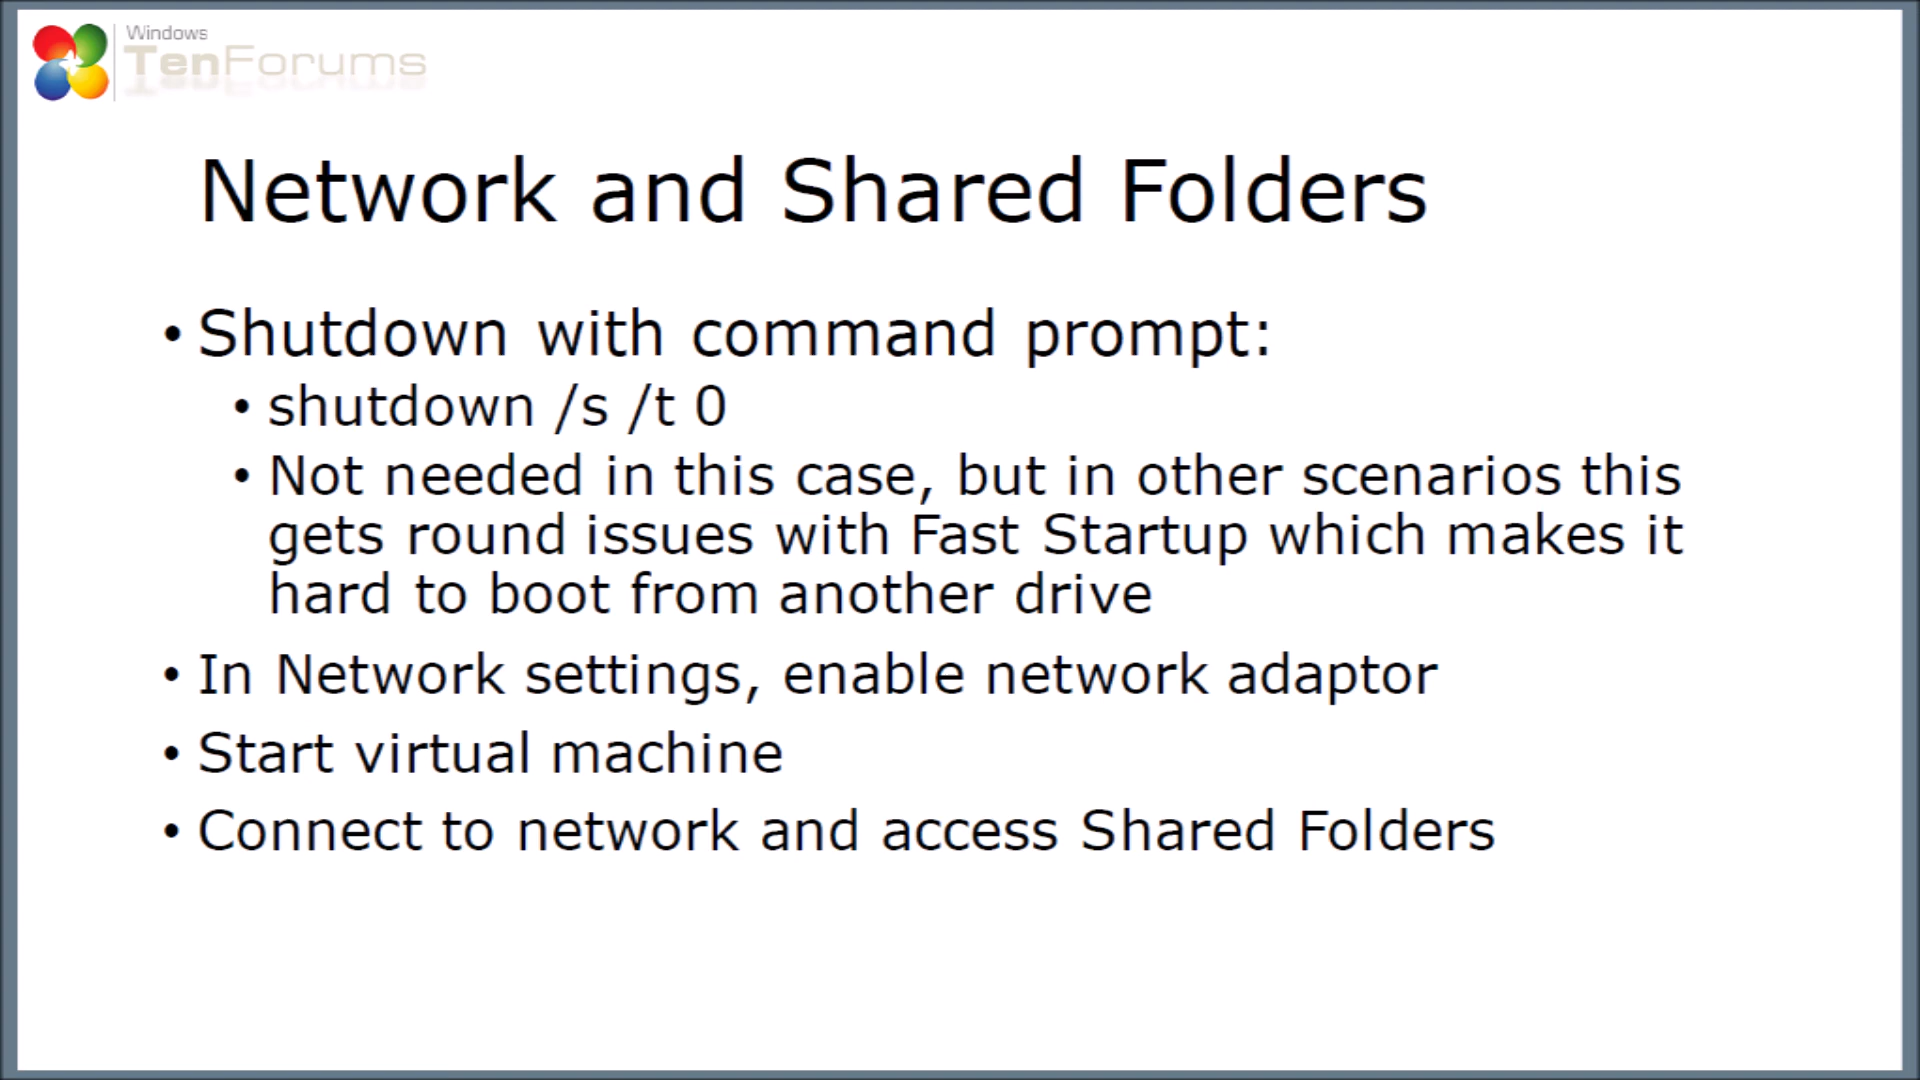 Windows
TenForums
Network and Shared Folders
• Shutdown with command prompt:
• shutdown /s /t 0
• Not needed in this case, but in other scenarios this
gets round issues with Fast Startup which makes it
hard to boot from another drive
• In Network settings, enable network adaptor
• Start virtual machine
• Connect to network and access Shared Folders